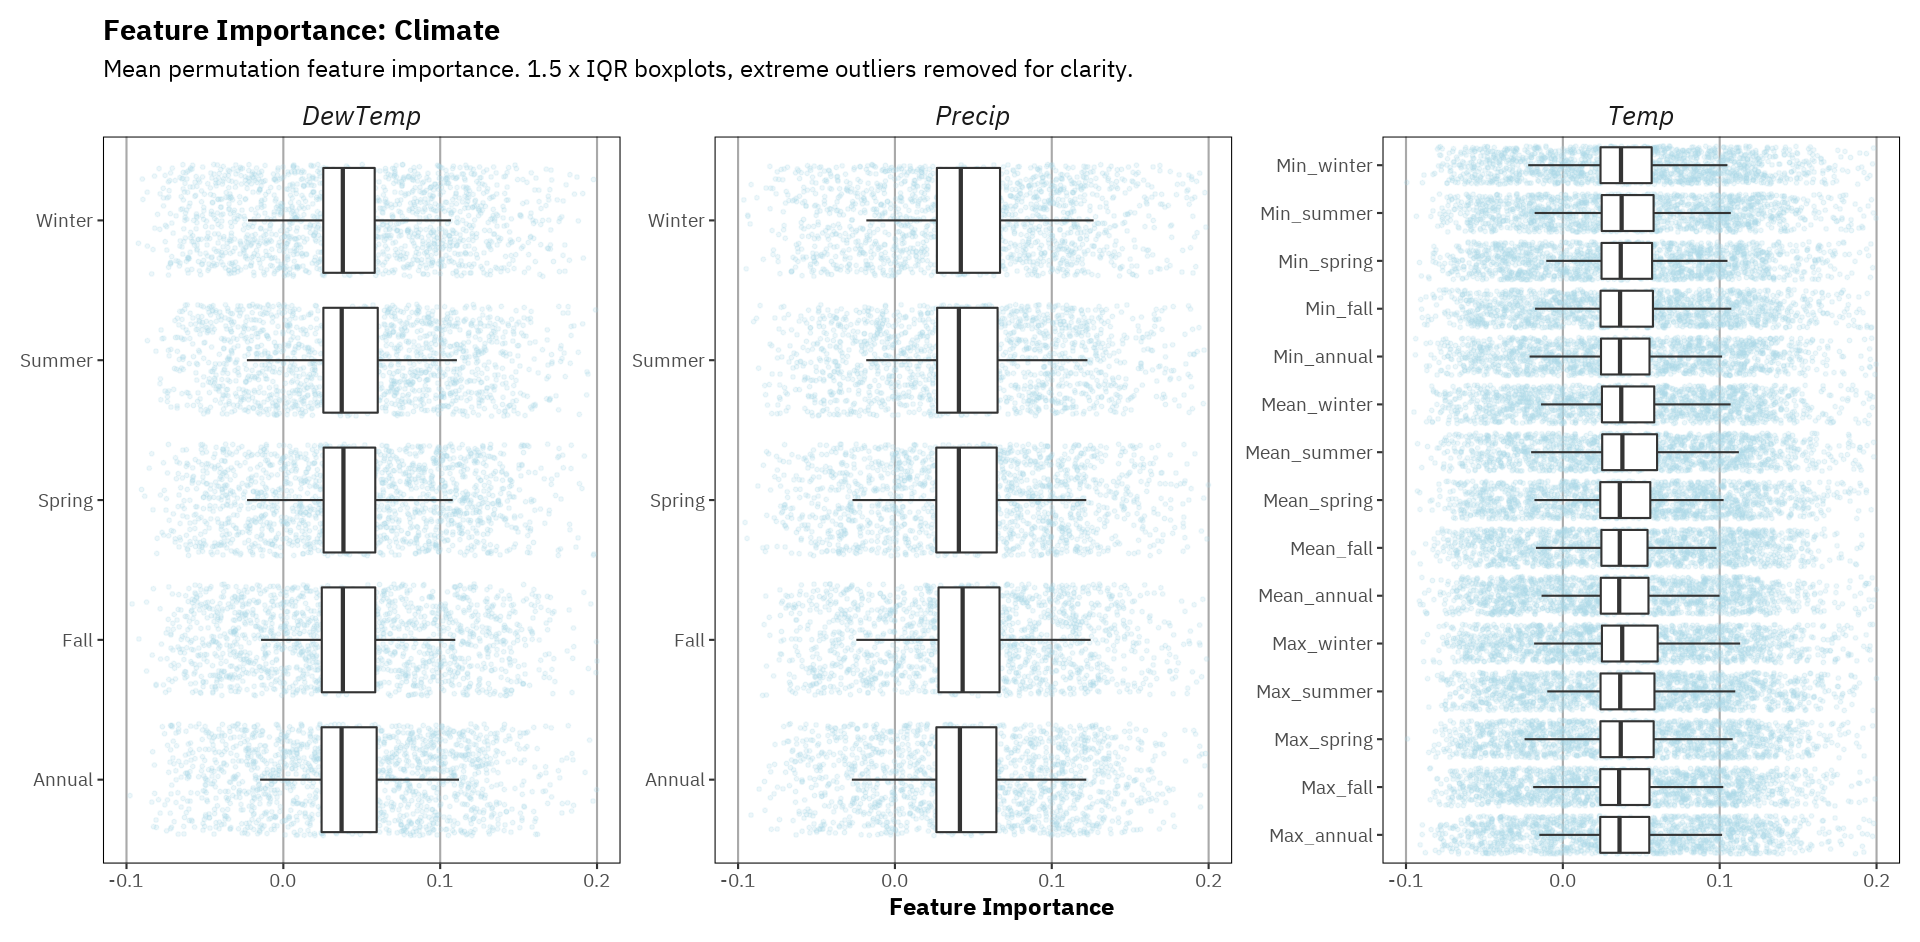 Feature Importance: Climate
Mean permutation feature importance. 1.5 x IQR boxplots, extreme outliers removed for clarity.
DewTemp
Winter
Summer
Spring
Fall
Annual
-0.1 0.0 0.1 0.2
Precip
Winter
Summer
Spring
Fall
Annual
-0.1 0.0 0.1 0.2
Temp
Min_winter
Min_summer
Min_spring
Min_fall
Min_annual
Mean_winter
Mean_summer
Mean_spring
Mean_fall
Mean_annual
Max_winter
Max_summer
Max_spring
Max_fall
Max_annual
-0.1 0.0 0.1 0.2
Feature Importance